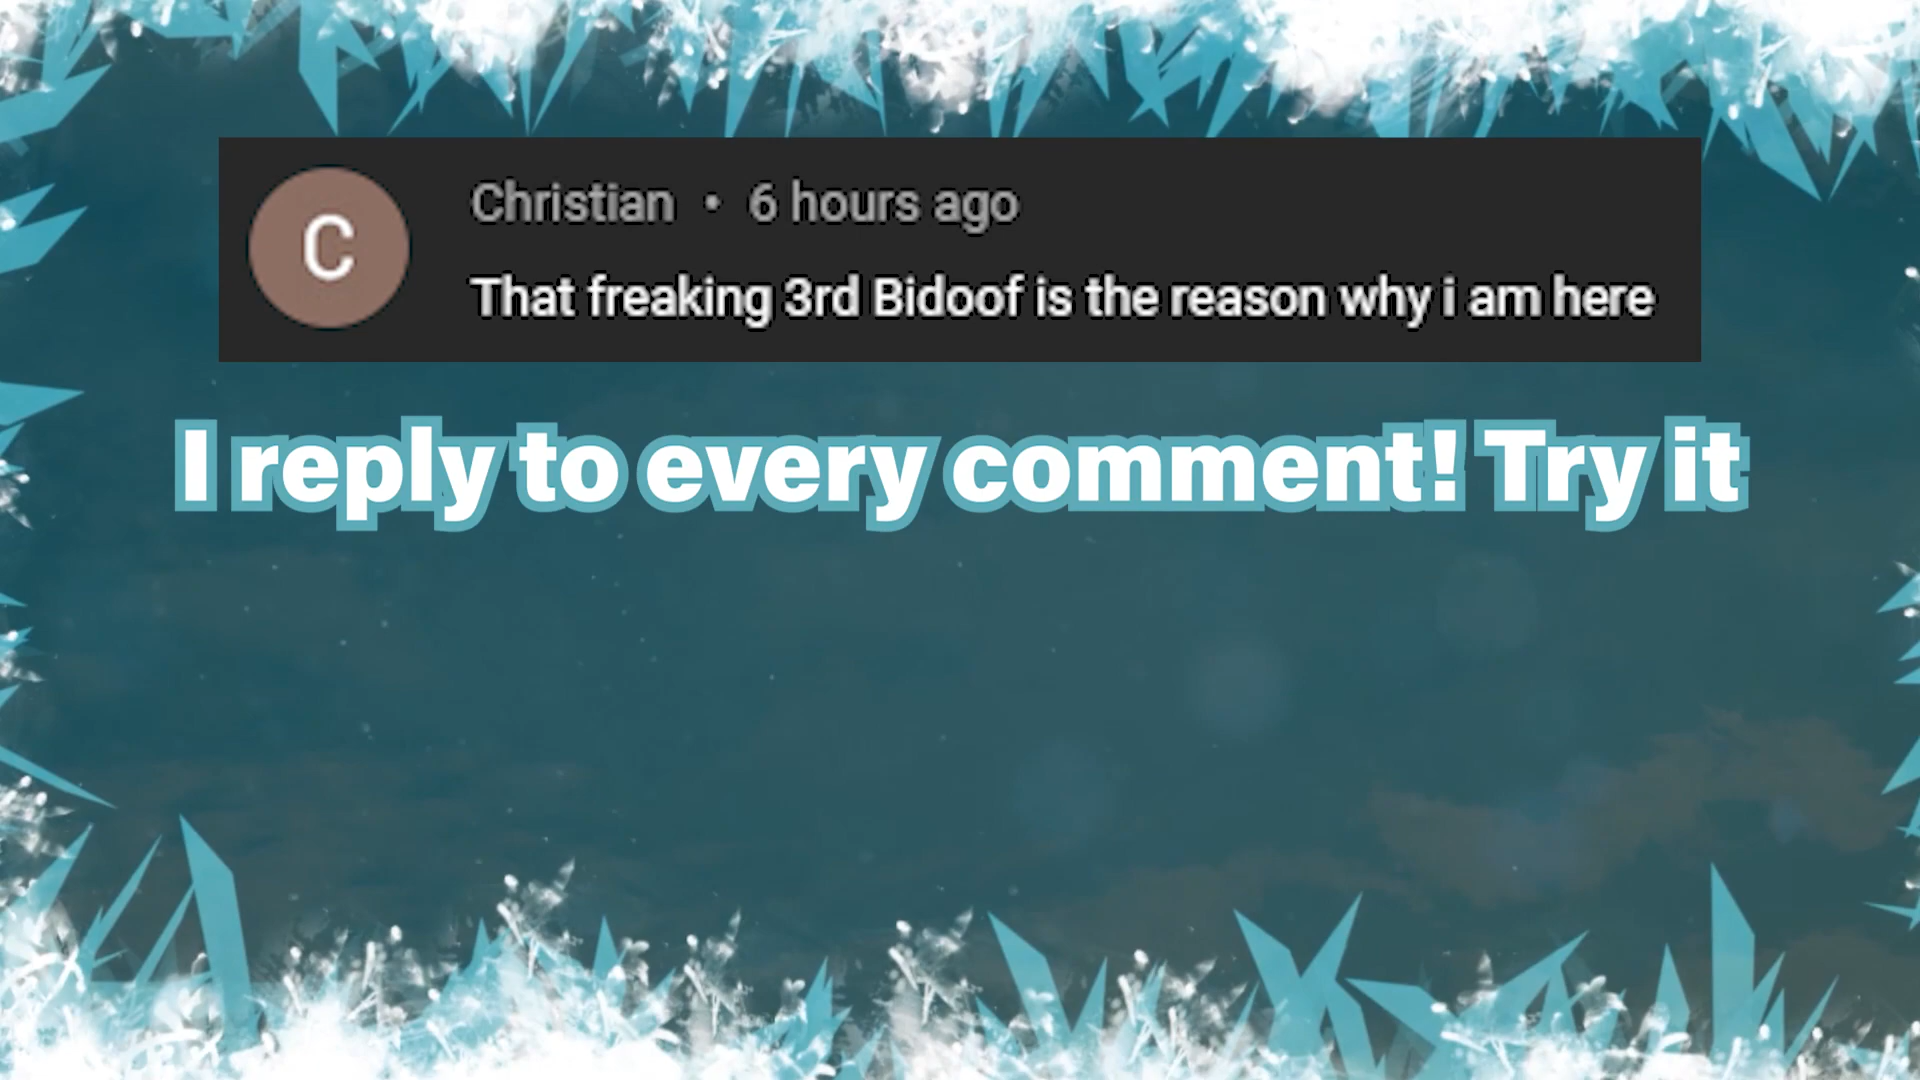 C
Christian • 6 hours ago
That freaking 3rd Bidoof is the reason why i am here
I reply to every comment! Try it